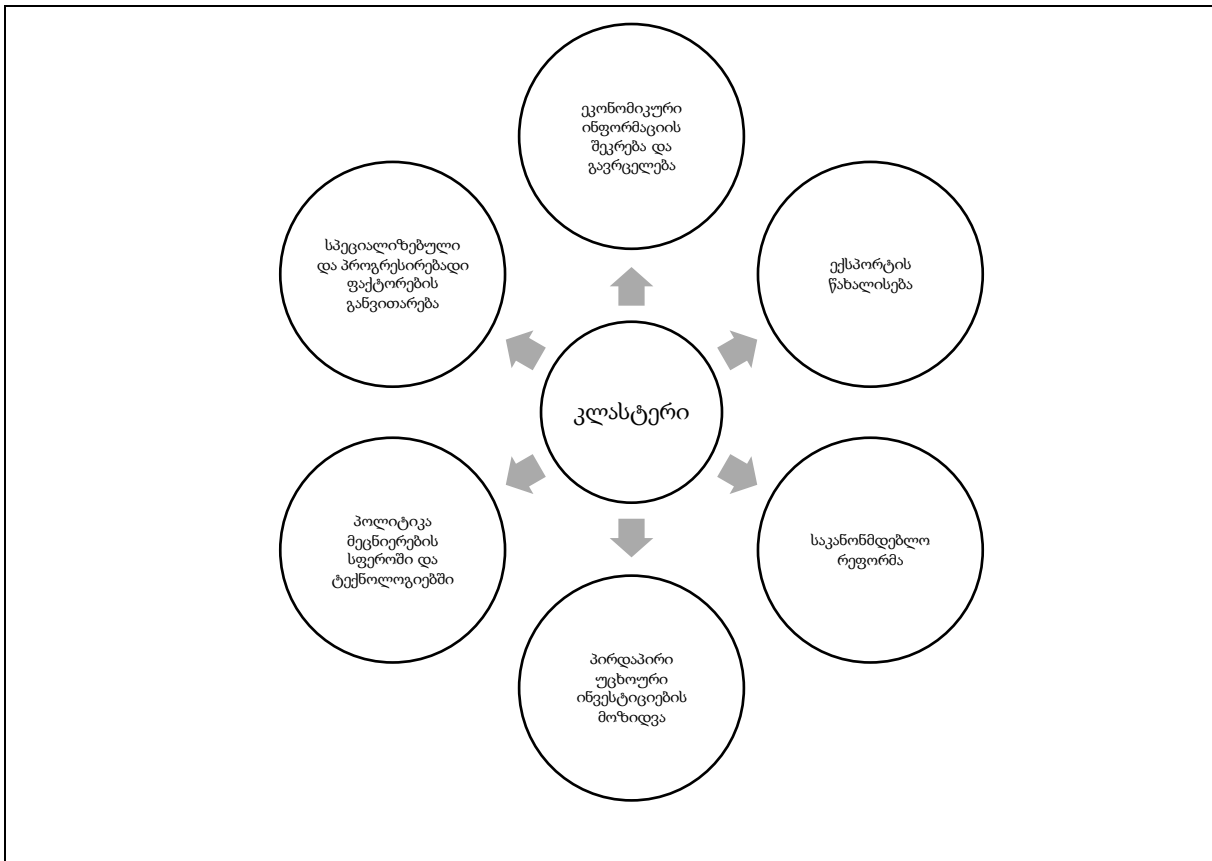 ეკონომიკური
ინფორმაციის
შეკრება და
გავრცელება
სპეციალიზებული
და პროგრესირებადი
ფაქტორების
განვითარება
ექსპორტის
წახალისება
კლასტერი
პოლიტიკა
მეცნიერების
სფეროში და
ტექნოლოგიებში
საკანონმდებლო
რეფორმა
პირდაპირი
უცხოური
ინვესტიციების
მოზიდვა